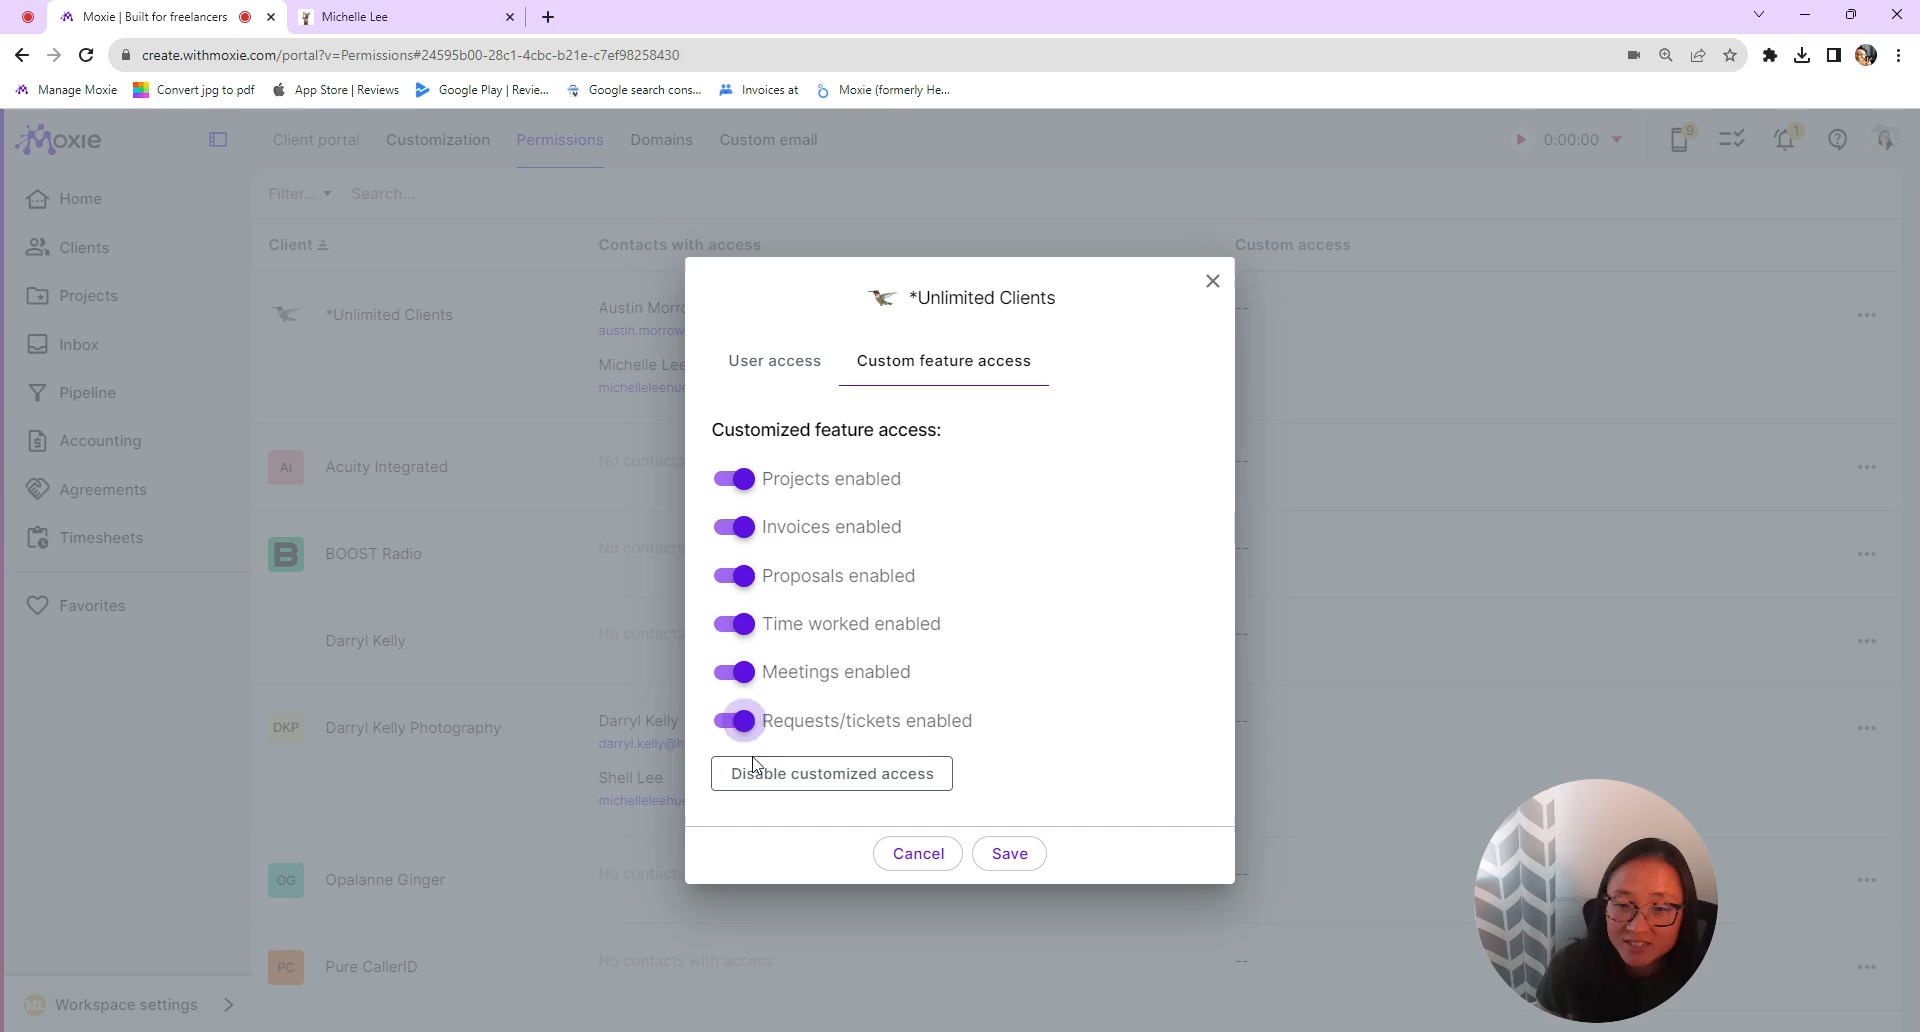 Moxie | Built for freelancers
Michelle Lee
create.withmoxie.com/portal?v=Permissions#24595b00-28c1-4cbc-b21e-c7ef98258430
Manage Moxie
Convert jpg to pdf
App Store | Reviews
Google Play | Revie...
Google search cons...
Invoices at
Moxie (formerly He...
Moxie
Client portal
Customization
Permissions
Domains
Custom email
0:00:00
9
1
Home
Clients
Projects
Inbox
Pipeline
Accounting
Agreements
Timesheets
Favorites
ML Workspace settings
Filter...
Search...
Client
Contacts with access
Custom access
*Unlimited Clients
Austin Morro
austin.morrow
Michelle Lee
michelleleehue
--
AI
Acuity Integrated
No contacts
--
B
BOOST Radio
No contacts
--
Darryl Kelly
No contacts
--
DKP
Darryl Kelly Photography
Darryl Kelly
darryl.kelly@h
Shell Lee
michelleleehue
--
OG
Opalanne Ginger
No contacts
--
PC
Pure CallerID
No contacts with access
--
*Unlimited Clients
User access
Custom feature access
Customized feature access:
Projects enabled
Invoices enabled
Proposals enabled
Time worked enabled
Meetings enabled
Requests/tickets enabled
Disable customized access
Cancel
Save